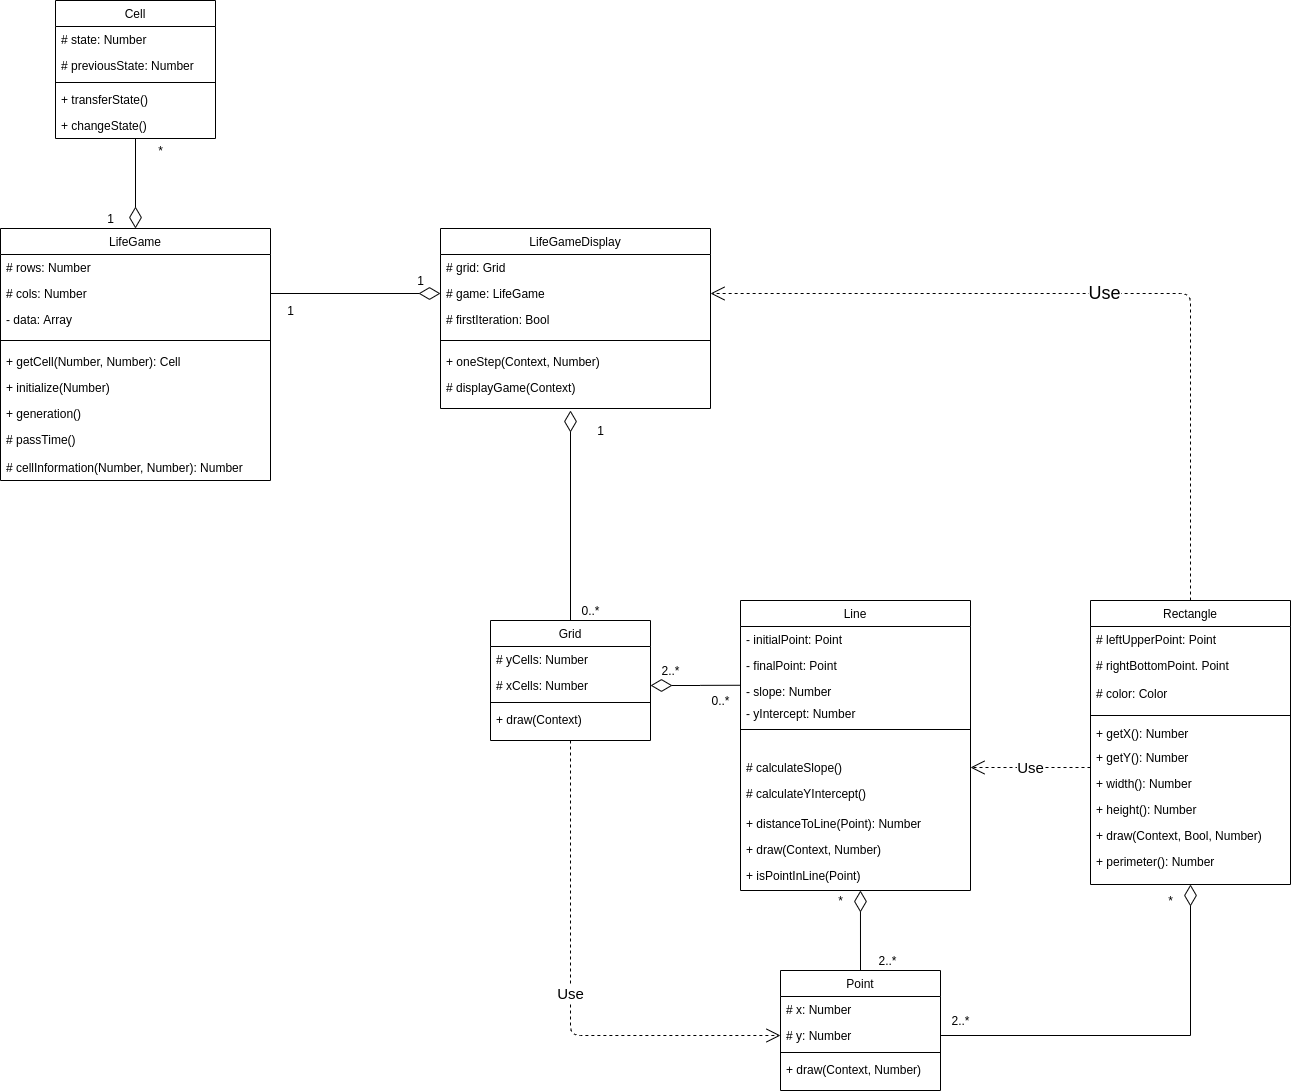 Cell
# state: Number
# previousState: Number
+ transferState()
+ changeState()
*
1
LifeGame
# rows: Number
# cols: Number
- data: Array
+ getCell(Number, Number): Cell
+ initialize(Number)
+ generation()
# passTime()
# cellInformation(Number, Number): Number
1
1
LifeGameDisplay
# grid: Grid
# game: LifeGame
# firstIteration: Bool
+ oneStep(Context, Number)
# displayGame(Context)
Use
1
0..*
Grid
# yCells: Number
# xCells: Number
+ draw(Context)
2..*
0..*
Line
- initialPoint: Point
- finalPoint: Point
- slope: Number
- yIntercept: Number
# calculateSlope()
# calculateYIntercept()
+ distanceToLine(Point): Number
+ draw(Context, Number)
+ isPointInLine(Point)
Use
Rectangle
# leftUpperPoint: Point
# rightBottomPoint. Point
# color: Color
+ getX(): Number
+ getY(): Number
+ width(): Number
+ height(): Number
+ draw(Context, Bool, Number)
+ perimeter(): Number
*
*
2..*
Use
Point
# x: Number
# y: Number
+ draw(Context, Number)
2..*